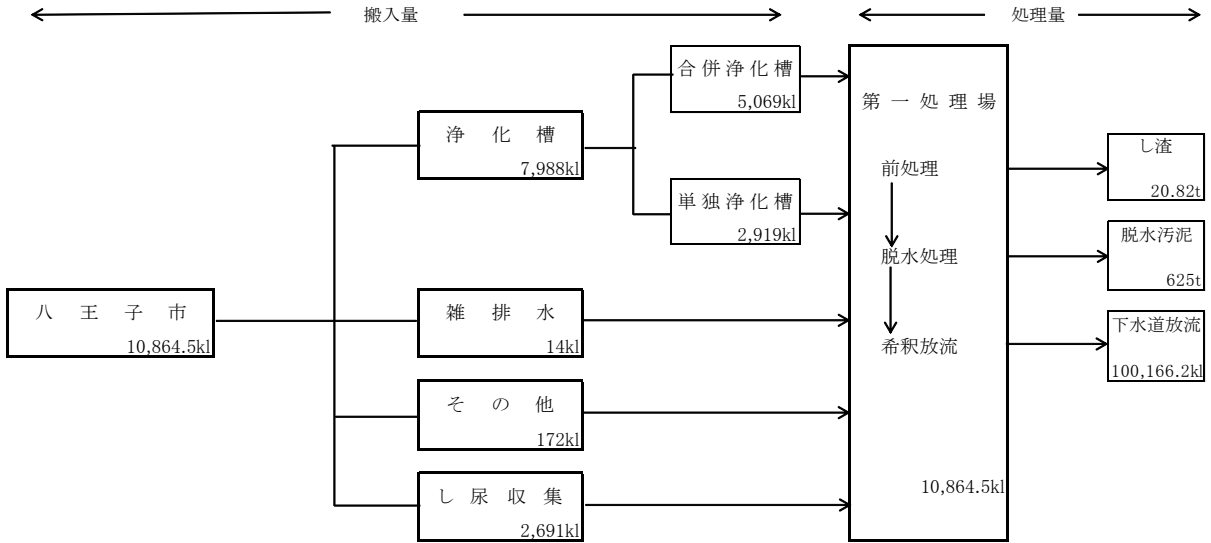 搬入量
処理量
八王子市
10,864.5kl
浄化槽
7,988kl
合併浄化槽
5,069kl
単独浄化槽
2,919kl
雑排水
14kl
その他
172kl
し尿収集
2,691kl
第一処理場
前処理
脱水処理
希釈放流
10,864.5kl
し渣
20.82t
脱水汚泥
625t
下水道放流
100,166.2kl